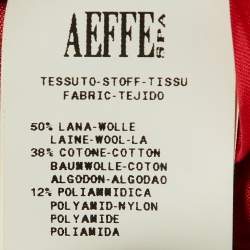 AEFFE SPA
TESSUTO-STOFF-TISSU
FABRIC-TEJIDO
50% LANA-WOLLE
LAINE-WOOL-LA
38% COTONE-COTTON
BAUMWOLLE-COTON
ALGODON-ALGODAO
12% POLIAMMIDICA
POLYAMID-NYLON
POLYAMIDE
POLIAMIDA